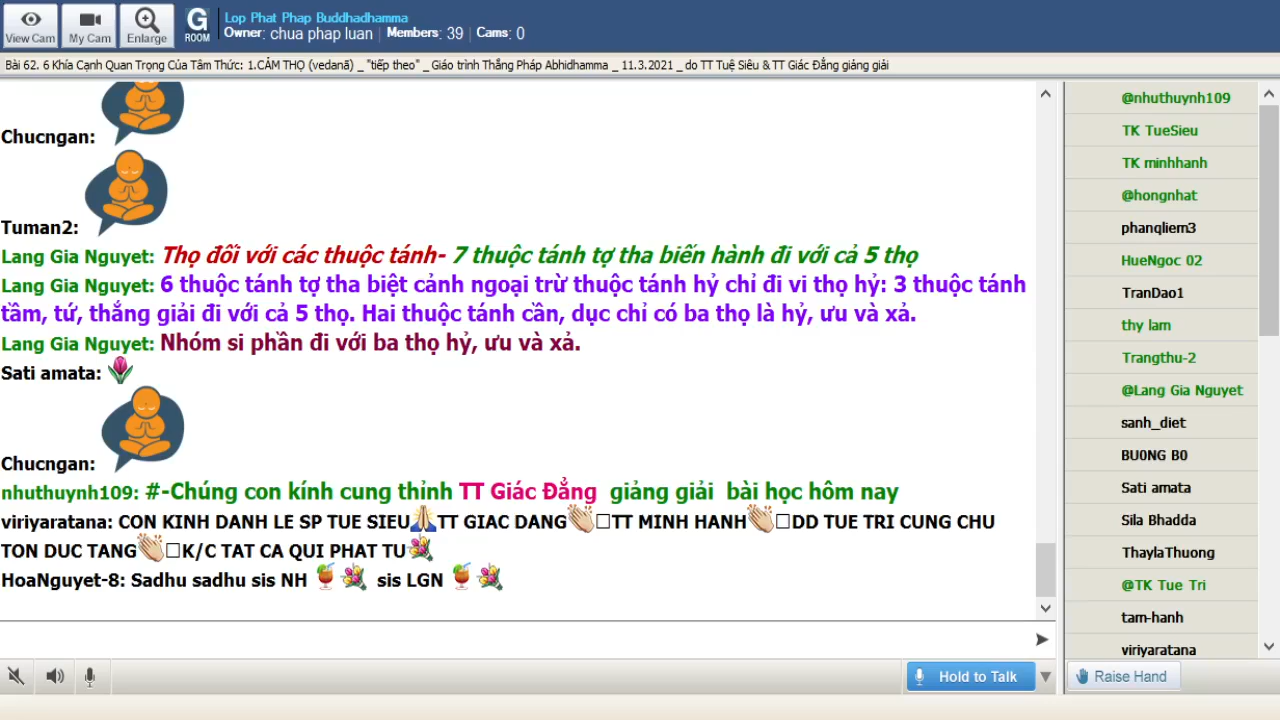 View Cam
My Cam
Enlarge
G
ROOM
Lop Phat Phap Buddhadhamma
Owner: chua phap luan | Members: 39 | Cams: 0
Bài 62. 6 Khía Cạnh Quan Trọng Của Tâm Thức: 1.CẢM THỌ (vedanā) _ "tiếp theo" _ Giáo trình Thắng Pháp Abhidhamma _ 11.3.2021 _ do TT Tuệ Siêu & TT Giác Đẳng giảng giải
Chucngan:
Tuman2:
Lang Gia Nguyet: Thọ đối với các thuộc tánh- 7 thuộc tánh tợ tha biến hành đi với cả 5 thọ
Lang Gia Nguyet: 6 thuộc tánh tợ tha biệt cảnh ngoại trừ thuộc tánh hỷ chỉ đi vi thọ hỷ: 3 thuộc tánh
tầm, tứ, thắng giải đi với cả 5 thọ. Hai thuộc tánh cần, dục chỉ có ba thọ là hỷ, ưu và xả.
Lang Gia Nguyet: Nhóm si phần đi với ba thọ hỷ, ưu và xả.
Sati amata:
Chucngan:
nhuthuynh109: #-Chúng con kính cung thỉnh TT Giác Đẳng giảng giải bài học hôm nay
viriyaratana: CON KINH DANH LE SP TUE SIEU🙏TT GIAC DANG👏□TT MINH HANH👏□DD TUE TRI CUNG CHU
TON DUC TANG👏□K/C TAT CA QUI PHAT TU💐
HoaNguyet-8: Sadhu sadhu sis NH 🍹💐 sis LGN 🍹💐
Hold to Talk
@nhuthuynh109
TK TueSieu
TK minhhanh
@hongnhat
phanqliem3
HueNgoc 02
TranDao1
thy lam
Trangthu-2
@Lang Gia Nguyet
sanh_diet
BU0NG B0
Sati amata
Sila Bhadda
ThaylaThuong
@TK Tue Tri
tam-hanh
viriyaratana
Raise Hand